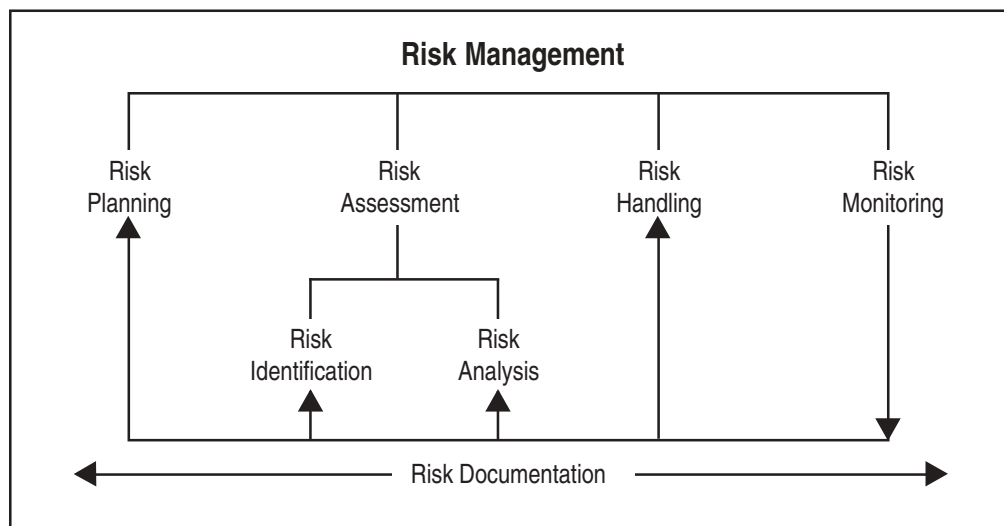 Risk Management
Risk
Planning
Risk
Assessment
Risk
Handling
Risk
Monitoring
Risk
Identification
Risk
Analysis
Risk Documentation